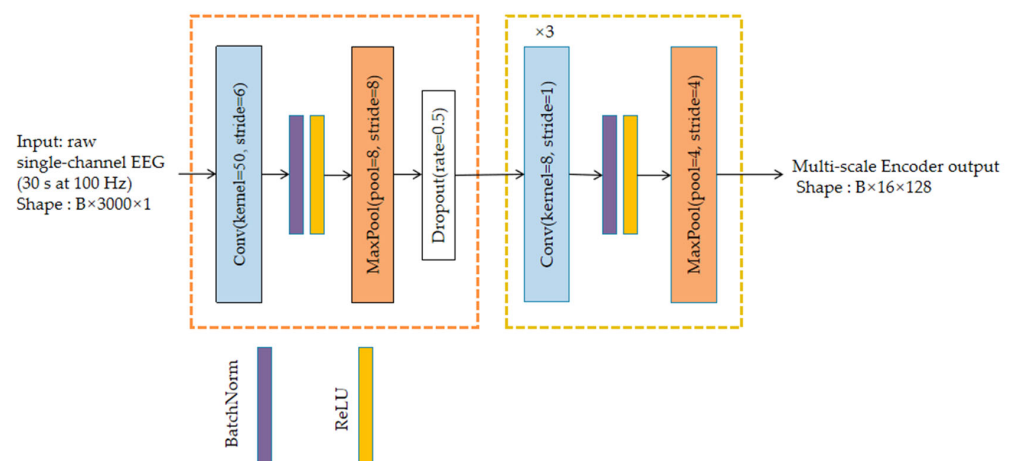 Input: raw
single-channel EEG
(30 s at 100 Hz)
Shape : B×3000×1
Conv(kernel=50, stride=6)
MaxPool(pool=8, stride=8)
Dropout(rate=0.5)
×3
Conv(kernel=8, stride=1)
MaxPool(pool=4, stride=4)
Multi-scale Encoder output
Shape : B×16×128
BatchNorm
ReLU